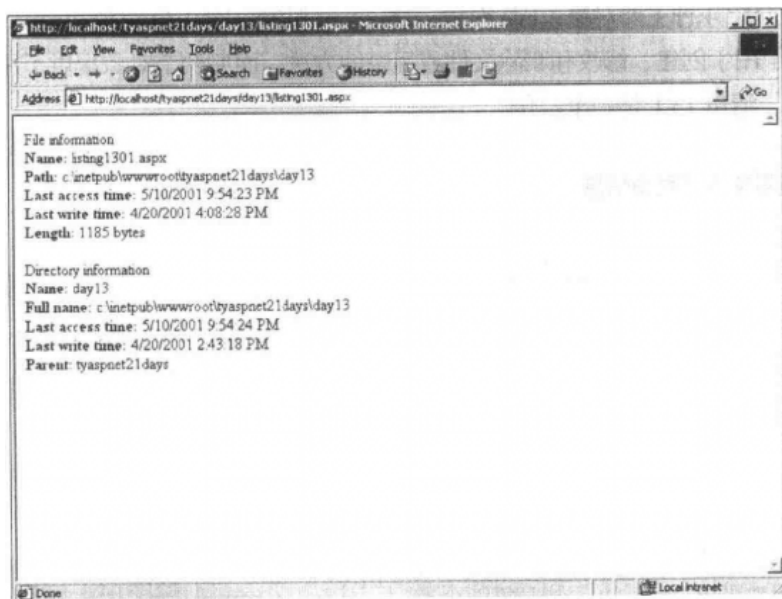 http://localhost/tyaspnet21days/day13/listing1301.aspx - Microsoft Internet Explorer
File Edit View Favorites Tools Help
Back Search Favorites History
Address http://localhost/tyaspnet21days/day13/listing1301.aspx Go
File information
Name: listing1301.aspx
Path: c:\inetpub\wwwroot\tyaspnet21days\day13
Last access time: 5/10/2001 9:54:23 PM
Last write time: 4/20/2001 4:08:28 PM
Length: 1185 bytes
Directory information
Name: day13
Full name: c:\inetpub\wwwroot\tyaspnet21days\day13
Last access time: 5/10/2001 9:54:24 PM
Last write time: 4/20/2001 2:43:18 PM
Parent: tyaspnet21days
Done Local intranet